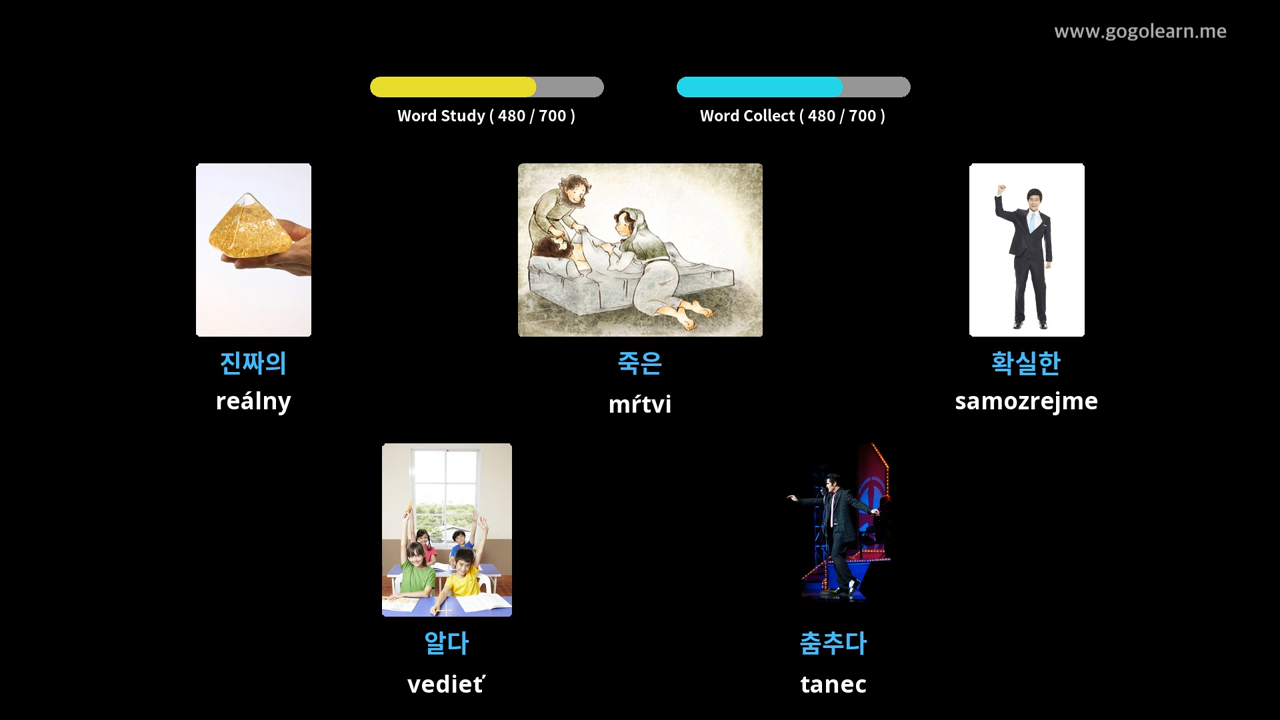 www.gogolearn.me
Word Study ( 480 / 700 )
Word Collect ( 480 / 700 )
진짜의
reálny
죽은
mŕtvi
확실한
samozrejme
알다
vedieť
춤추다
tanec